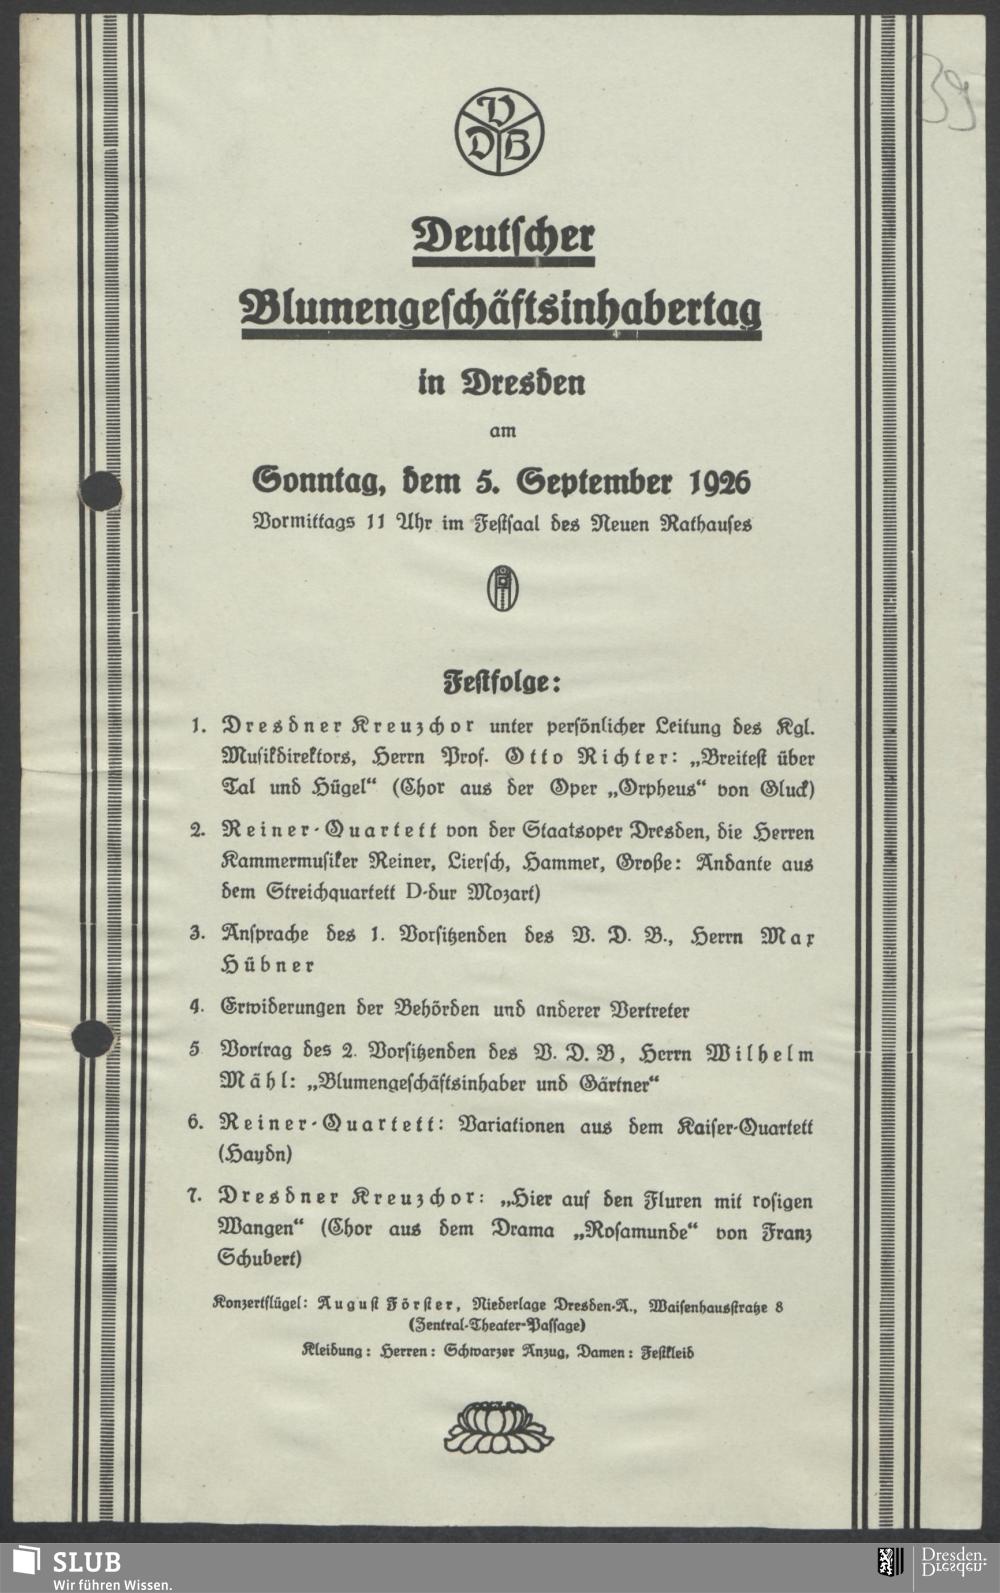 39
V
D B
Deutscher
Blumengeschäftsinhabertag
in Dresden
am
Sonntag, dem 5. September 1926
Vormittags 11 Uhr im Festsaal des Neuen Rathauses
Festfolge:
1. Dresdner Kreuzchor unter persönlicher Leitung des Kgl.
Musikdirektors, Herrn Prof. Otto Richter: „Breitest über
Tal und Hügel“ (Chor aus der Oper „Orpheus“ von Gluck)
2. Reiner-Quartett von der Staatsoper Dresden, die Herren
Kammermusiker Reiner, Liersch, Hammer, Große: Andante aus
dem Streichquartett D-dur Mozart)
3. Ansprache des 1. Vorsitzenden des V. D. B., Herrn Max
Hübner
4. Erwiderungen der Behörden und anderer Vertreter
5 Vortrag des 2. Vorsitzenden des V. D. B, Herrn Wilhelm
Mähl: „Blumengeschäftsinhaber und Gärtner“
6. Reiner-Quartett: Variationen aus dem Kaiser-Quartett
(Haydn)
7. Dresdner Kreuzchor: „Hier auf den Fluren mit rosigen
Wangen“ (Chor aus dem Drama „Rosamunde“ von Franz
Schubert)
Konzertflügel: August Förster, Niederlage Dresden-A., Waisenhausstraße 8
(Zentral-Theater-Passage)
Kleidung: Herren: Schwarzer Anzug, Damen: Festkleid
SLUB
Wir führen Wissen.
Dresden.
Dresden.